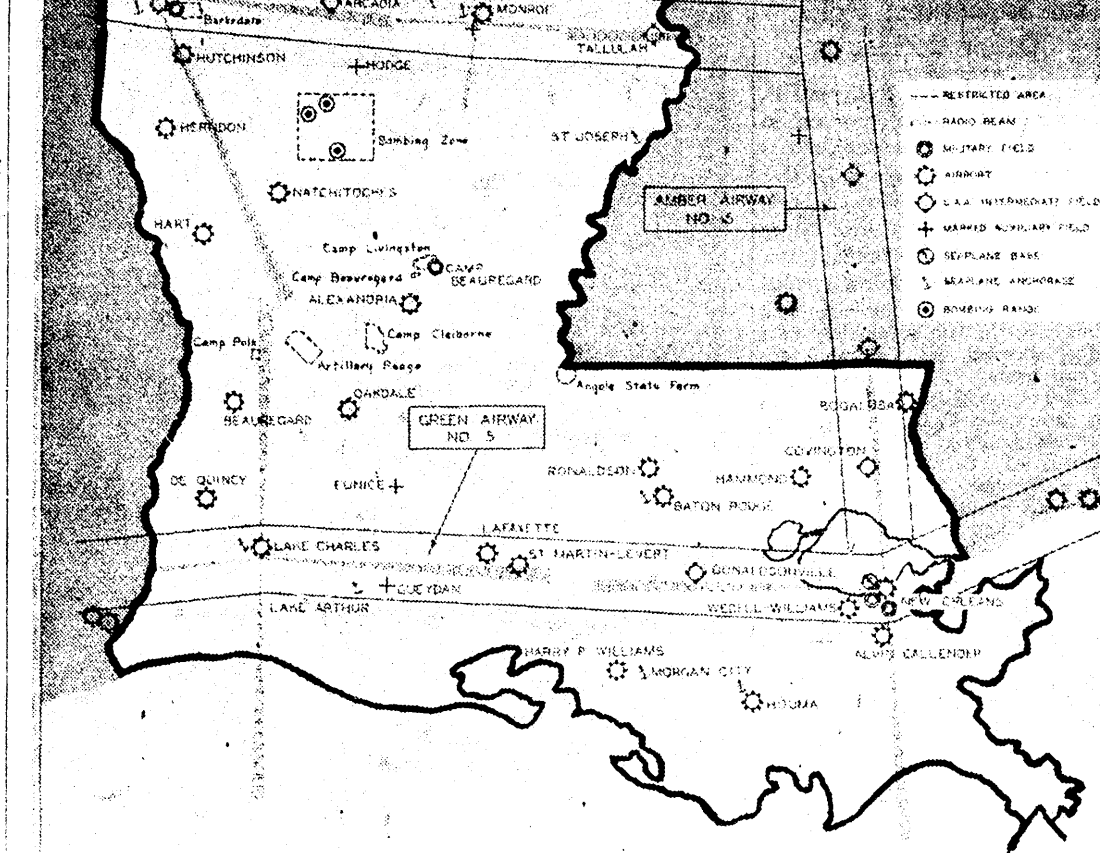 Barksdale
ARCADIA
MONROE
TALLULAH
HUTCHINSON
HODGE
HERNDON
Bombing Zone
ST JOSEPH
NATCHITOCHES
HART
Camp Livingston
Camp Beauregard
CAMP
BEAUREGARD
ALEXANDRIA
Camp Cleiborne
Camp Polk
Artillery Range
Angola State Farm
BEAUREGARD
OAKDALE
GREEN AIRWAY
NO. 5
AMBER AIRWAY
NO. 6
RESTRICTED AREA
RADIO BEAM
MILITARY FIELD
AIRPORT
C.A.A. INTERMEDIATE FIELD
MARKED AUXILIARY FIELD
SEAPLANE BASE
SEAPLANE ANCHORAGE
BOMBING RANGE
BOGALUSA
COVINGTON
RONALDSON
HAMMOND
DE QUINCY
EUNICE
BATON ROUGE
LAFAYETTE
LAKE CHARLES
ST MARTIN-LEVERT
DONALDSONVILLE
GUEYDAN
LAKE ARTHUR
WEDELL-WILLIAMS
NEW ORLEANS
ALVIN CALLENDER
HARRY P WILLIAMS
MORGAN CITY
HOUMA